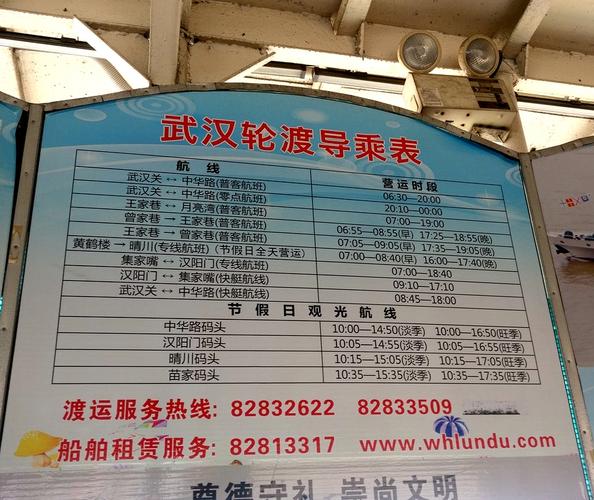 武汉轮渡导乘表
航 线 营运时段
武汉关 ↔ 中华路(普客航班) 06:30—20:00
武汉关 ↔ 中华路(零点航班) 20:10—00:00
王家巷 ↔ 月亮湾(普客航班) 07:00—19:00
曾家巷 → 王家巷(普客航班) 06:55—08:55(早) 17:25—18:55(晚)
王家巷 → 曾家巷(普客航班) 07:05—09:05(早) 17:35—19:05(晚)
黄鹤楼 → 晴川(专线航班)(节假日全天营运) 07:00—08:40(早) 16:00—17:40(晚)
集家嘴 ↔ 汉阳门(专线航班) 07:00-18:40
汉阳门 ↔ 集家嘴(快艇航线) 09:10-17:10
武汉关 ↔ 中华路(快艇航线) 08:45-18:00
节 假 日 观 光 航 线
中华路码头 10:00—14:50(淡季) 10:00—16:50(旺季)
汉阳门码头 10:05—14:55(淡季) 10:05—16:55(旺季)
晴川码头 10:15—15:05(淡季) 10:15—17:05(旺季)
苗家码头 10:35—15:35(淡季) 10:35—17:35(旺季)
渡运服务热线: 82832622 82833509
船舶租赁服务: 82813317 www.whlundu.com
尊德守礼 崇尚文明